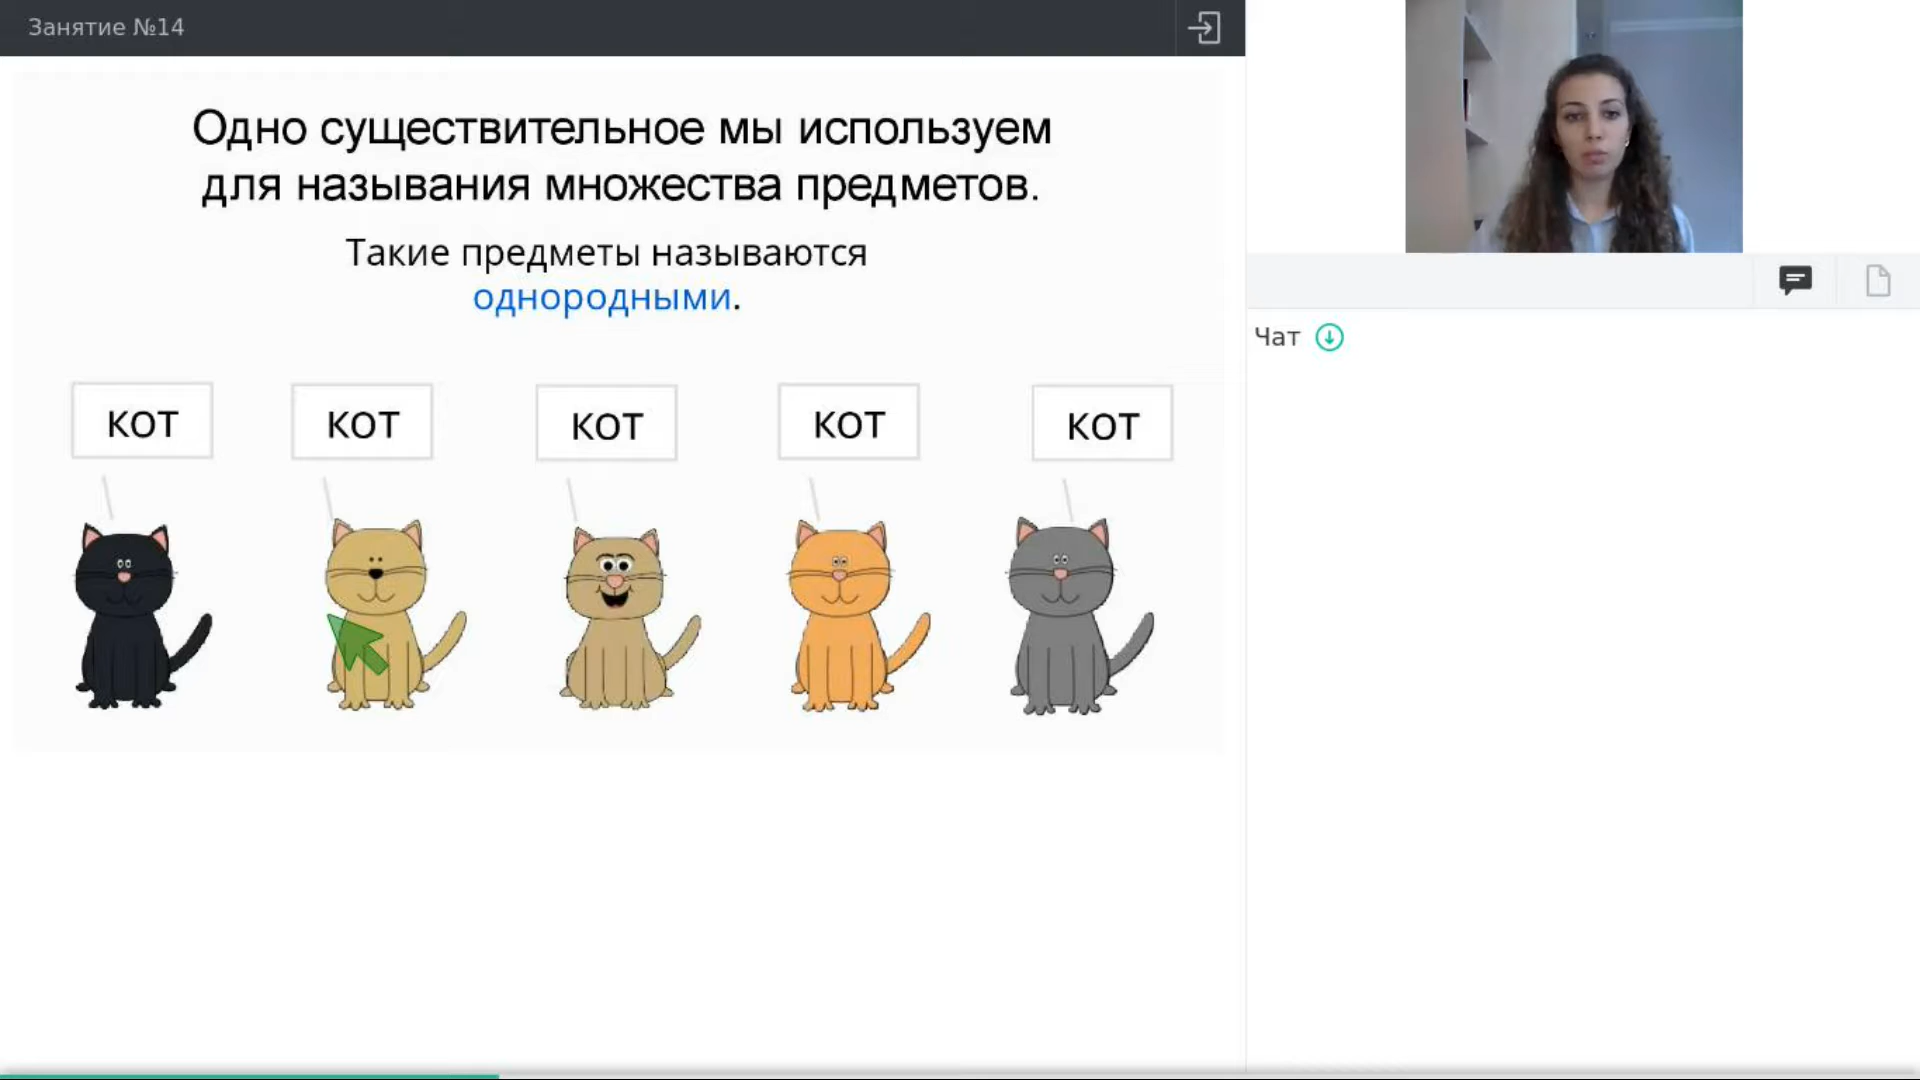 Занятие №14
Одно существительное мы используем
для называния множества предметов.
Такие предметы называются
однородными.
кот
кот
кот
кот
кот
Чат